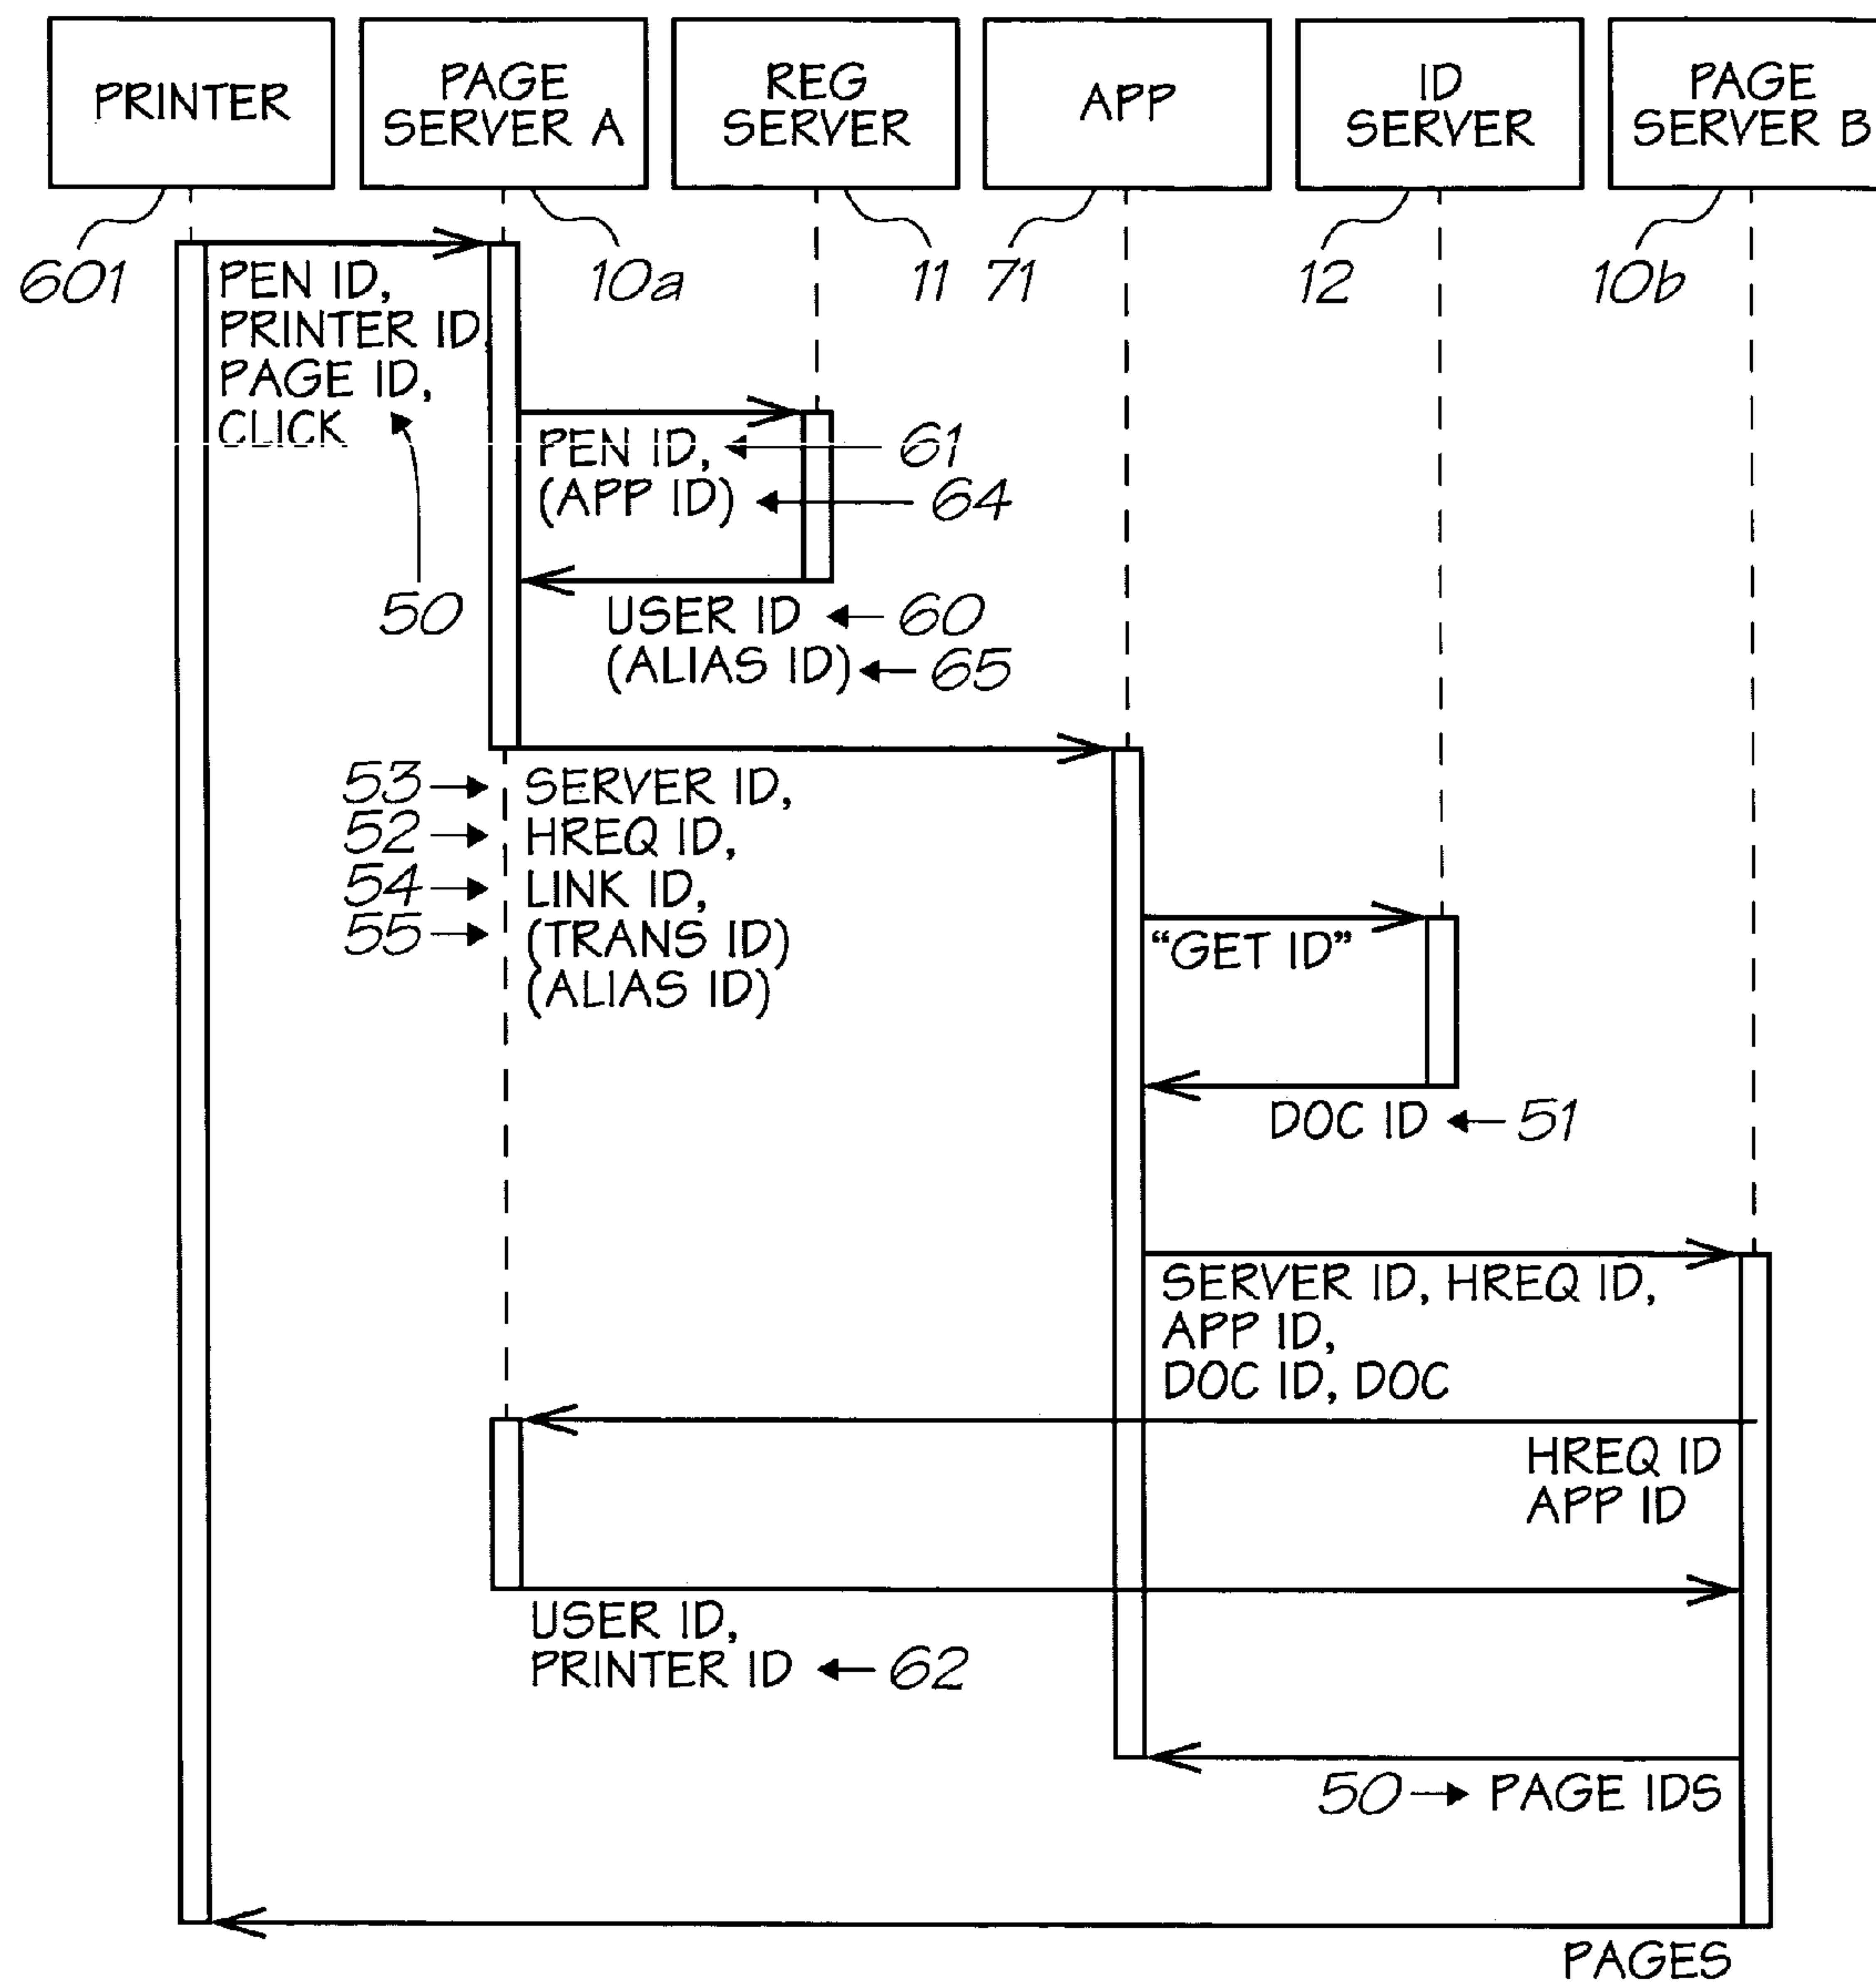 PRINTER
PAGE
SERVER A
REG
SERVER
APP
ID
SERVER
PAGE
SERVER B
601
10a
11
71
12
10b
PEN ID,
PRINTER ID
PAGE ID,
CLICK
50
PEN ID,
61
(APP ID)
64
USER ID
60
(ALIAS ID)
65
53
SERVER ID,
52
HREQ ID,
54
LINK ID,
55
(TRANS ID)
(ALIAS ID)
"GET ID"
DOC ID
51
SERVER ID, HREQ ID,
APP ID,
DOC ID, DOC
HREQ ID
APP ID
USER ID,
PRINTER ID
62
50
PAGE IDS
PAGES